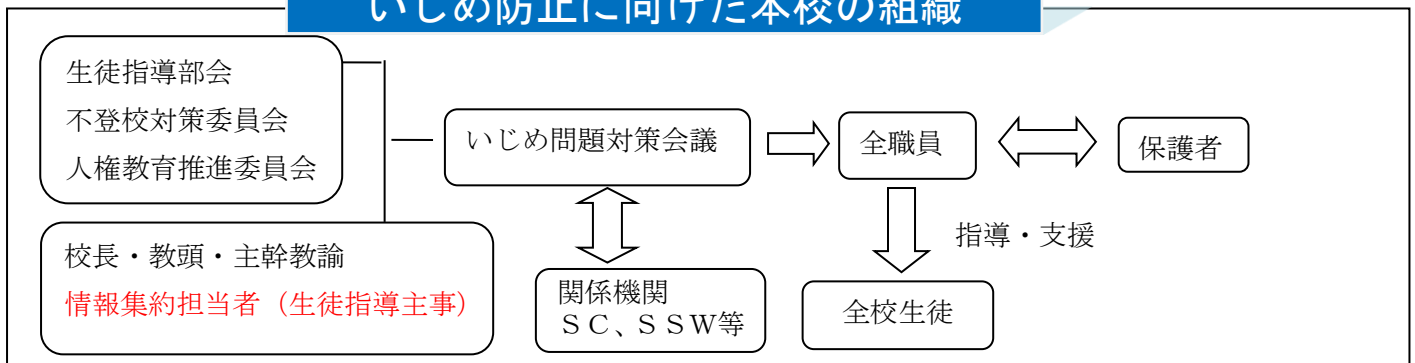 いじめ防止に向けた本校の組織
生徒指導部会
不登校対策委員会
人権教育推進委員会
いじめ問題対策会議
全職員
保護者
校長・教頭・主幹教諭
情報集約担当者（生徒指導主事）
関係機関
ＳＣ、ＳＳＷ等
指導・支援
全校生徒